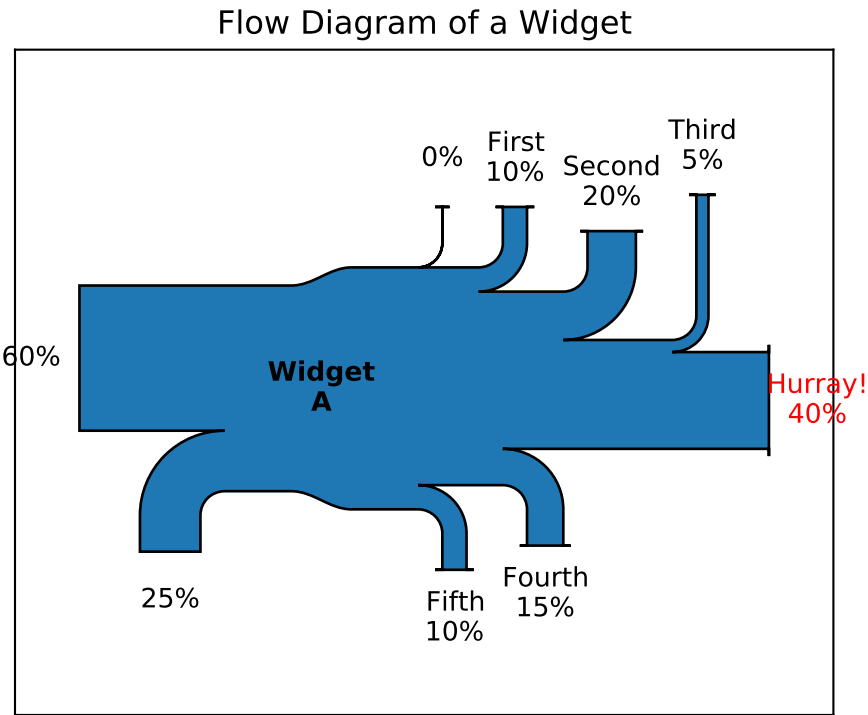 Flow Diagram of a Widget
0%
First
10%
Second
20%
Third
5%
60%
Widget
A
Hurray!
40%
25%
Fifth
10%
Fourth
15%